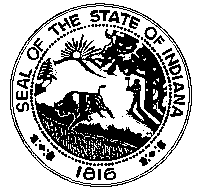 SEAL OF THE STATE OF INDIANA
1816